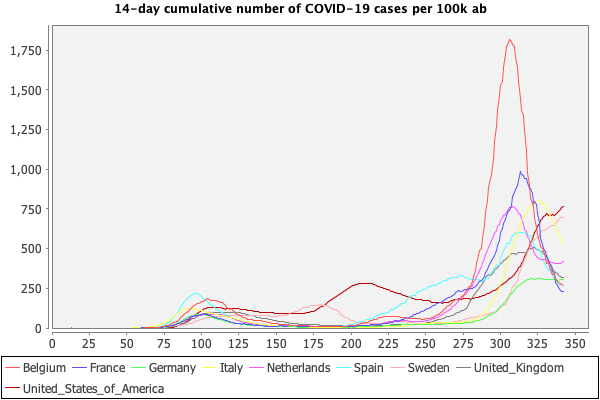 14-day cumulative number of COVID-19 cases per 100k ab
1,750
1,500
1,250
1,000
750
500
250
0
0 25 50 75 100 125 150 175 200 225 250 275 300 325 350
Belgium France Germany Italy Netherlands Spain Sweden United_Kingdom
United_States_of_America